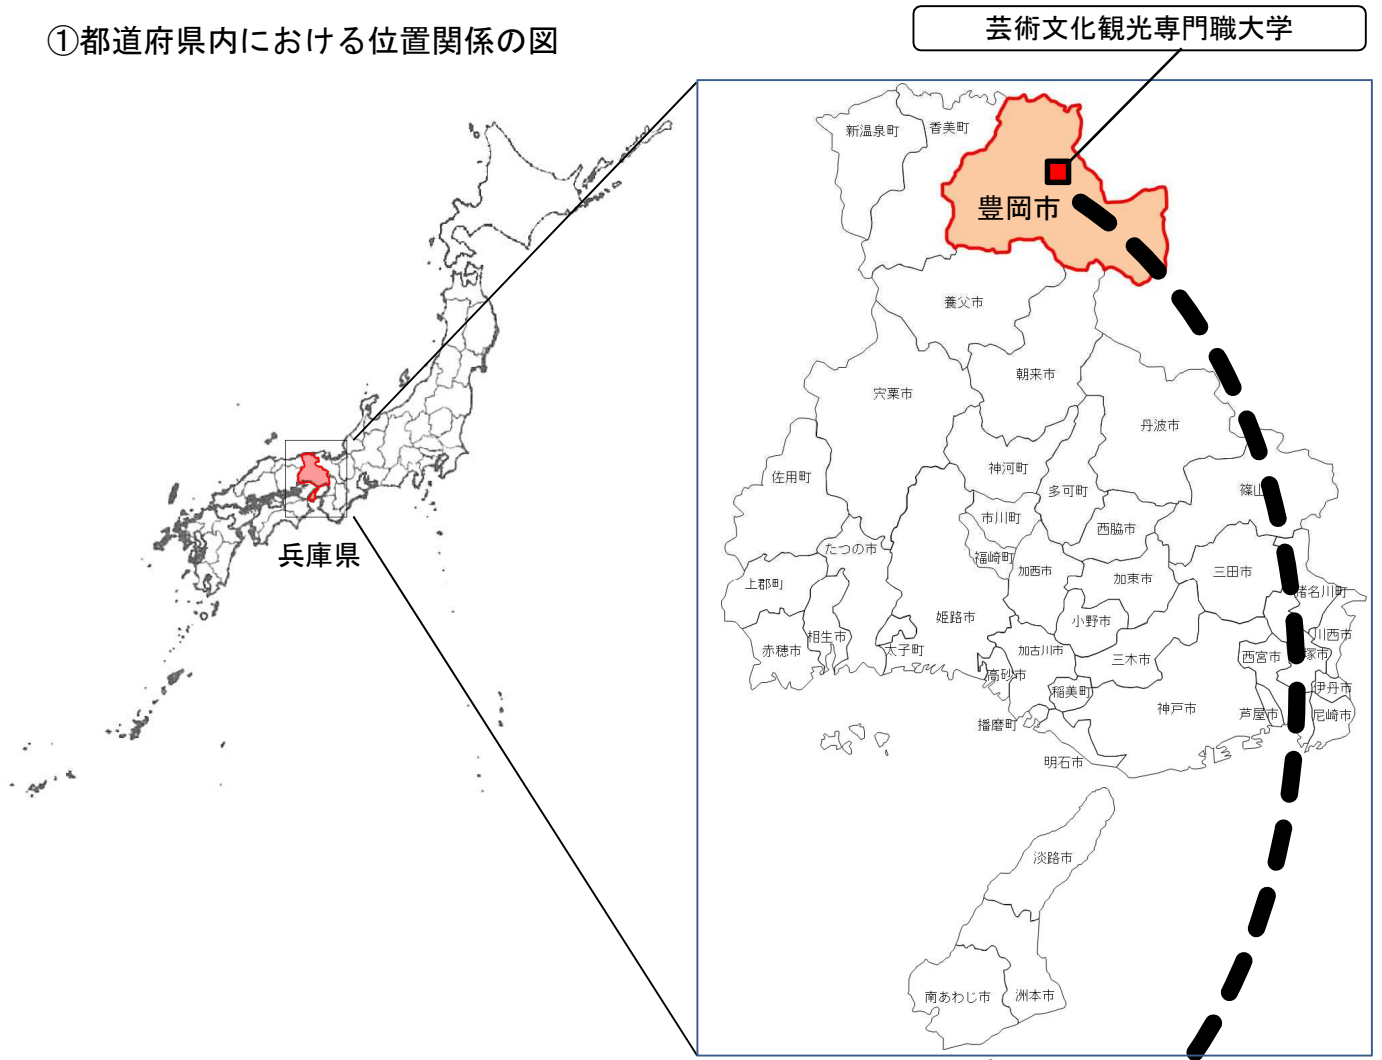 ①都道府県内における位置関係の図
芸術文化観光専門職大学
新温泉町
香美町
豊岡市
養父市
朝来市
宍粟市
丹波市
神河町
佐用町
多可町
篠山
市川町
西脇市
たつの市
福崎町
加西市
加東市
三田市
上郡町
猪名川町
姫路市
小野市
相生市
川西市
赤穂市
太子町
加古川市
三木市
西宮市
塚市
高砂市
稲美町
伊丹市
神戸市
芦屋市
尼崎市
播磨町
明石市
淡路市
南あわじ市
洲本市
兵庫県